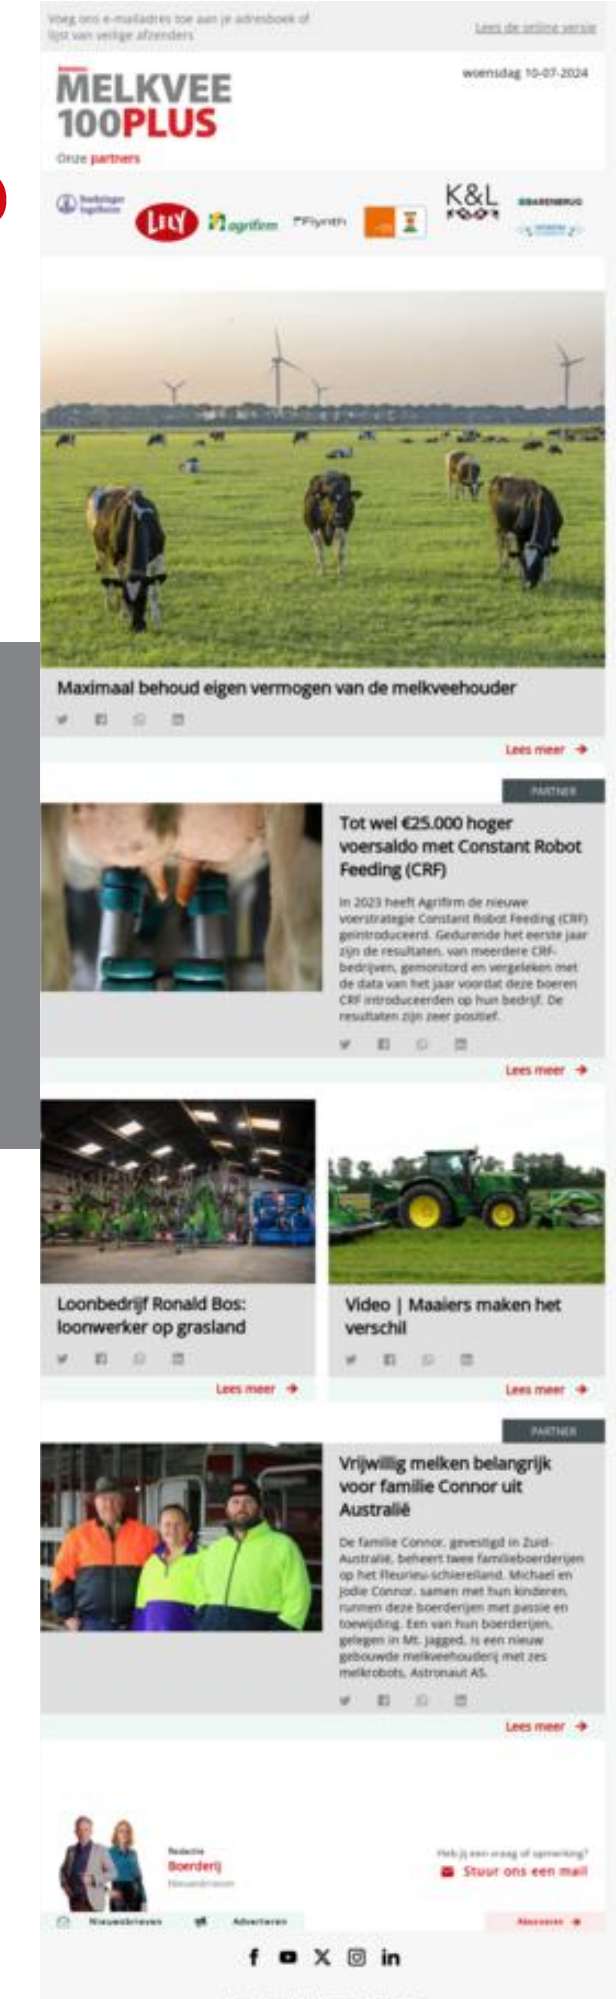 Voeg ons e-mailadres toe aan je adresboek of
lijst van veilige afzenders
Lees de online versie
woensdag 10-07-2024
MELKVEE
100PLUS
Onze partners
Boehringer
Ingelheim
LELY
agrifirm
Flynth
K&L
BARENBRUG
Maximaal behoud eigen vermogen van de melkveehouder
Lees meer
PARTNER
Tot wel €25.000 hoger
voersaldo met Constant Robot
Feeding (CRF)
In 2023 heeft Agrifirm de nieuwe
voerstrategie Constant Robot Feeding (CRF)
geïntroduceerd. Gedurende het eerste jaar
zijn de resultaten, van meerdere CRF-
bedrijven, gemonitord en vergeleken met
de data van het jaar voordat deze boeren
CRF introduceerden op hun bedrijf. De
resultaten zijn zeer positief.
Lees meer
Loonbedrijf Ronald Bos:
loonwerker op grasland
Lees meer
Video | Maaiers maken het
verschil
Lees meer
PARTNER
Vrijwillig melken belangrijk
voor familie Connor uit
Australië
De familie Connor, gevestigd in Zuid-
Australië, beheert twee familieboerderijen
op het Fleurieu-schiereiland. Michael en
Jodie Connor, samen met hun kinderen,
runnen deze boerderijen met passie en
toewijding. Een van hun boerderijen,
gelegen in Mt. Jagged, is een nieuw
gebouwde melkveehouderij met zes
melkrobots, Astronaut A5.
Lees meer
Redactie
Boerderij
Nieuwsbrieven
Heb jij een vraag of opmerking?
Stuur ons een mail
Nieuwsbrieven
Adverteren
Abonneren